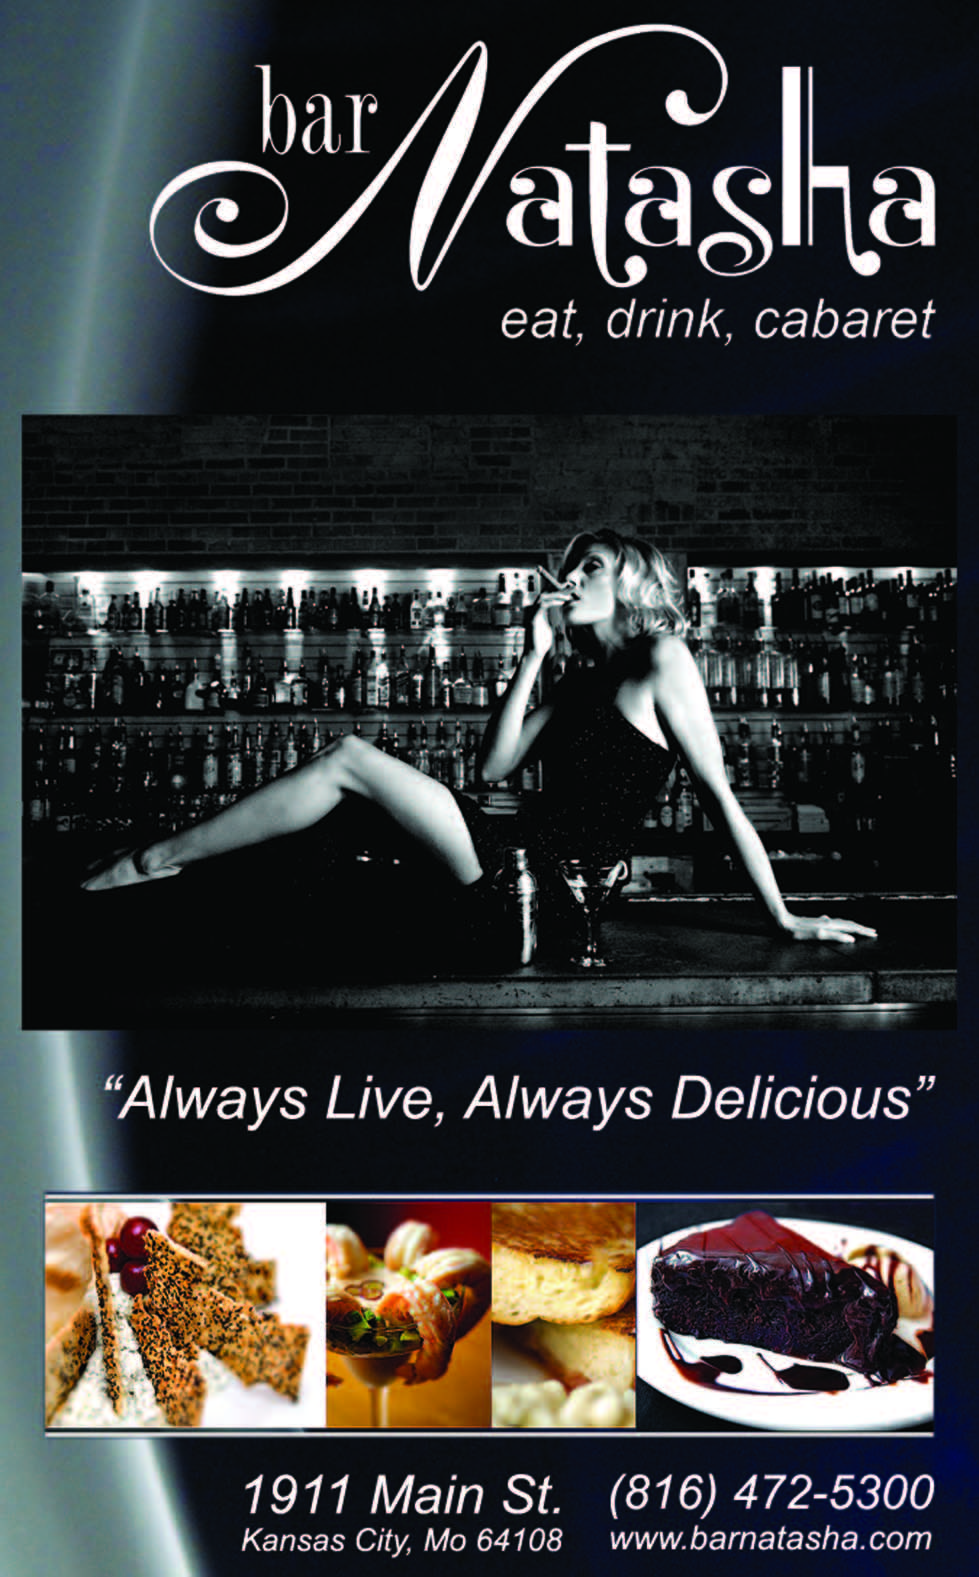 bar Natasha
eat, drink, cabaret
“Always Live, Always Delicious”
1911 Main St.
Kansas City, Mo 64108
(816) 472-5300
www.barnatasha.com